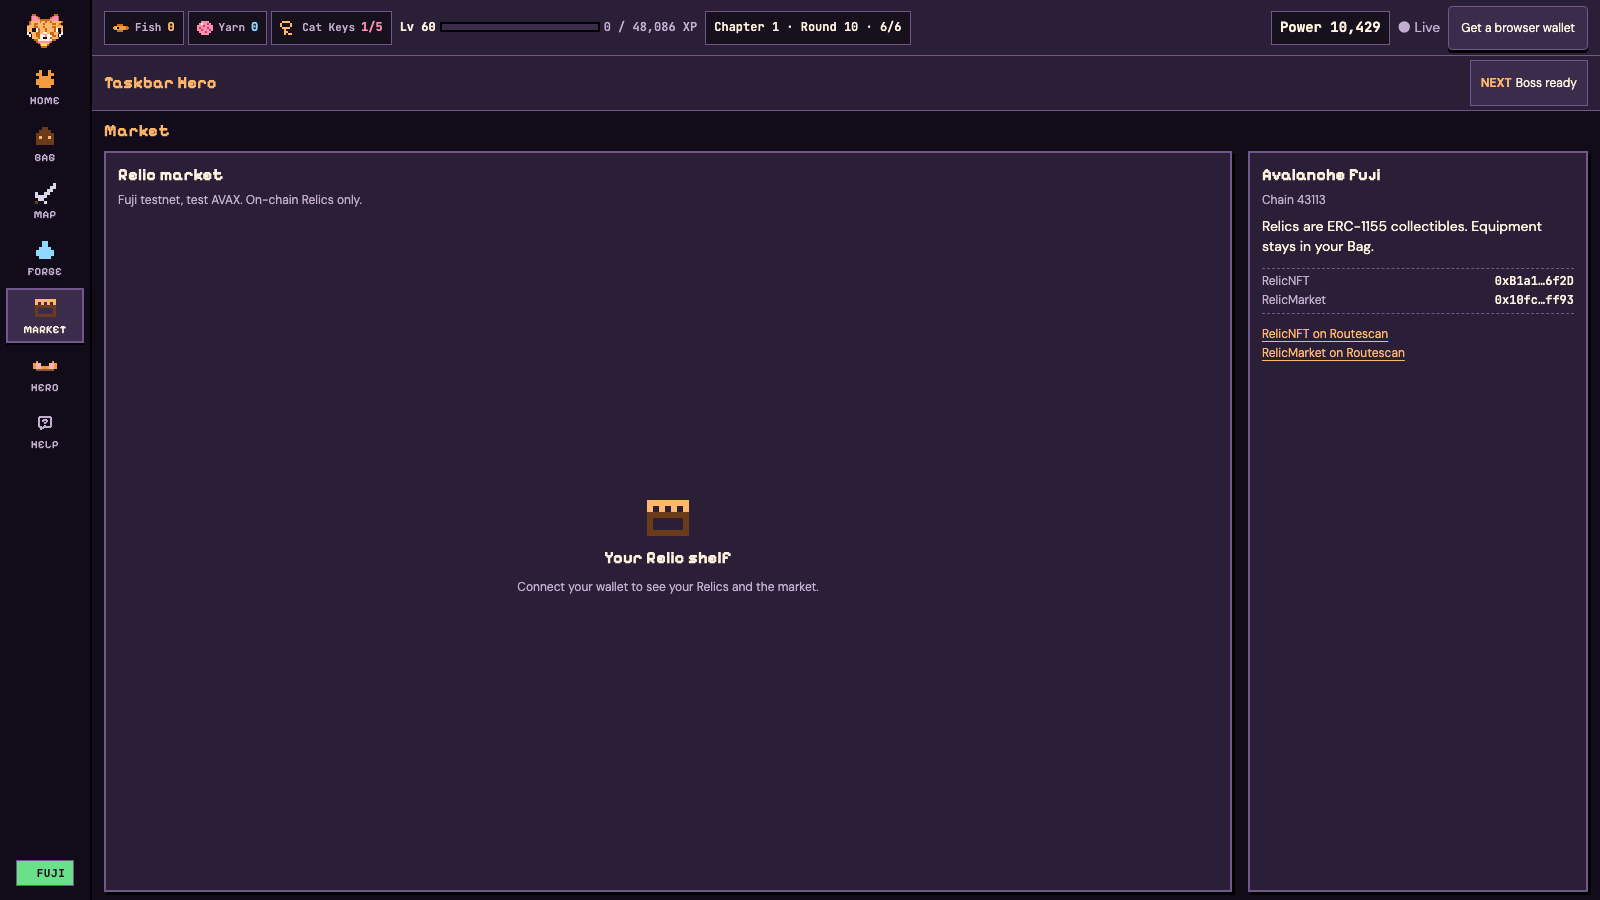 Fish 0
Yarn 0
Cat Keys 1/5
Lv 60
0 / 48,086 XP
Chapter 1 · Round 10 · 6/6
Power 10,429
Live
Get a browser wallet
HOME
BAG
MAP
FORGE
MARKET
HERO
HELP
FUJI
Taskbar Hero
NEXT Boss ready
Market
Relic market
Fuji testnet, test AVAX. On-chain Relics only.
Your Relic shelf
Connect your wallet to see your Relics and the market.
Avalanche Fuji
Chain 43113
Relics are ERC-1155 collectibles. Equipment
stays in your Bag.
RelicNFT 0xB1a1…6f2D
RelicMarket 0x10fc…ff93
RelicNFT on Routescan
RelicMarket on Routescan